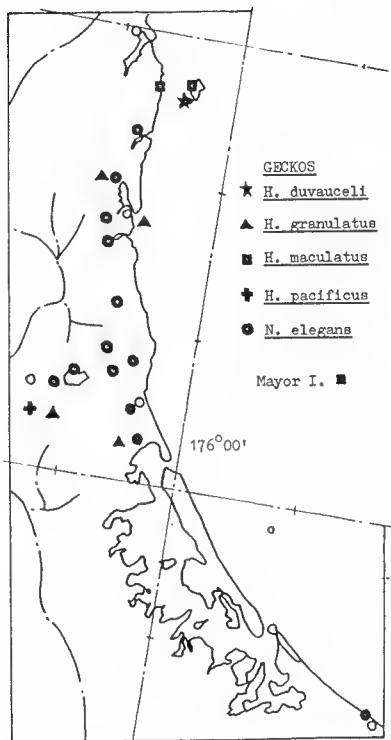 GECKOS
H. duvauceli
H. granulatus
H. maculatus
H. pacificus
N. elegans
Mayor I.
176°00'